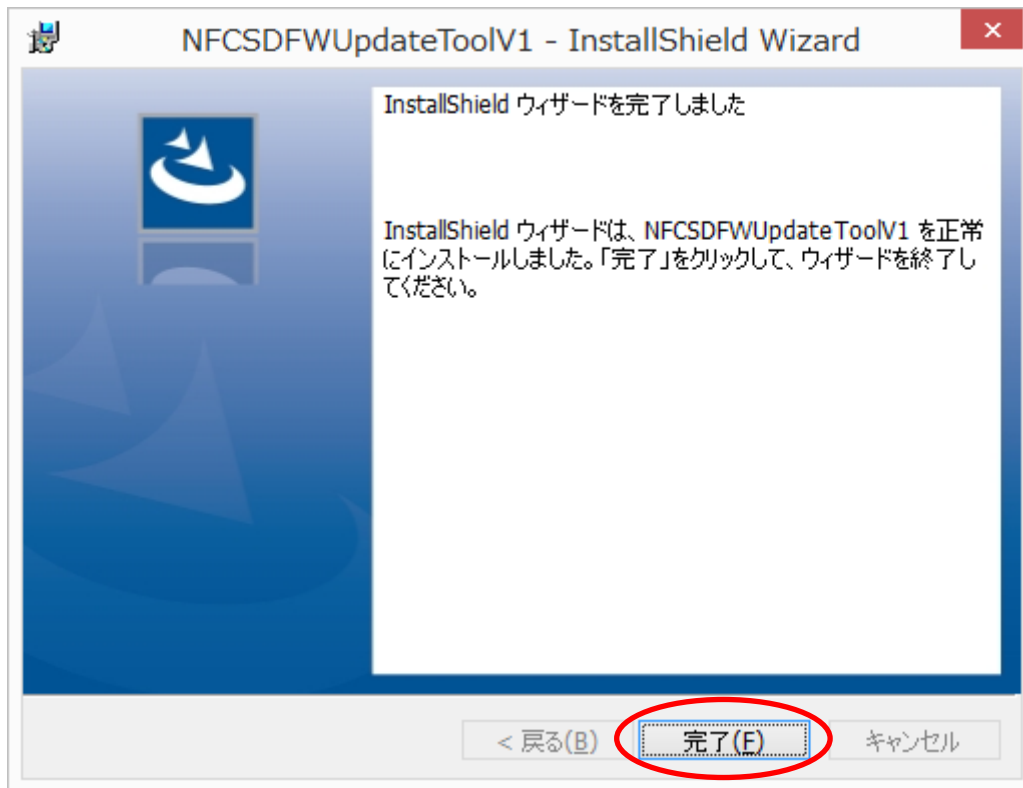 NFCSDFWUpdateToolV1 - InstallShield Wizard
InstallShield ウィザードを完了しました
InstallShield ウィザードは、NFCSDFWUpdateToolV1 を正常
にインストールしました。「完了」をクリックして、ウィザードを終了し
てください。
< 戻る(B)
完了(F)
キャンセル